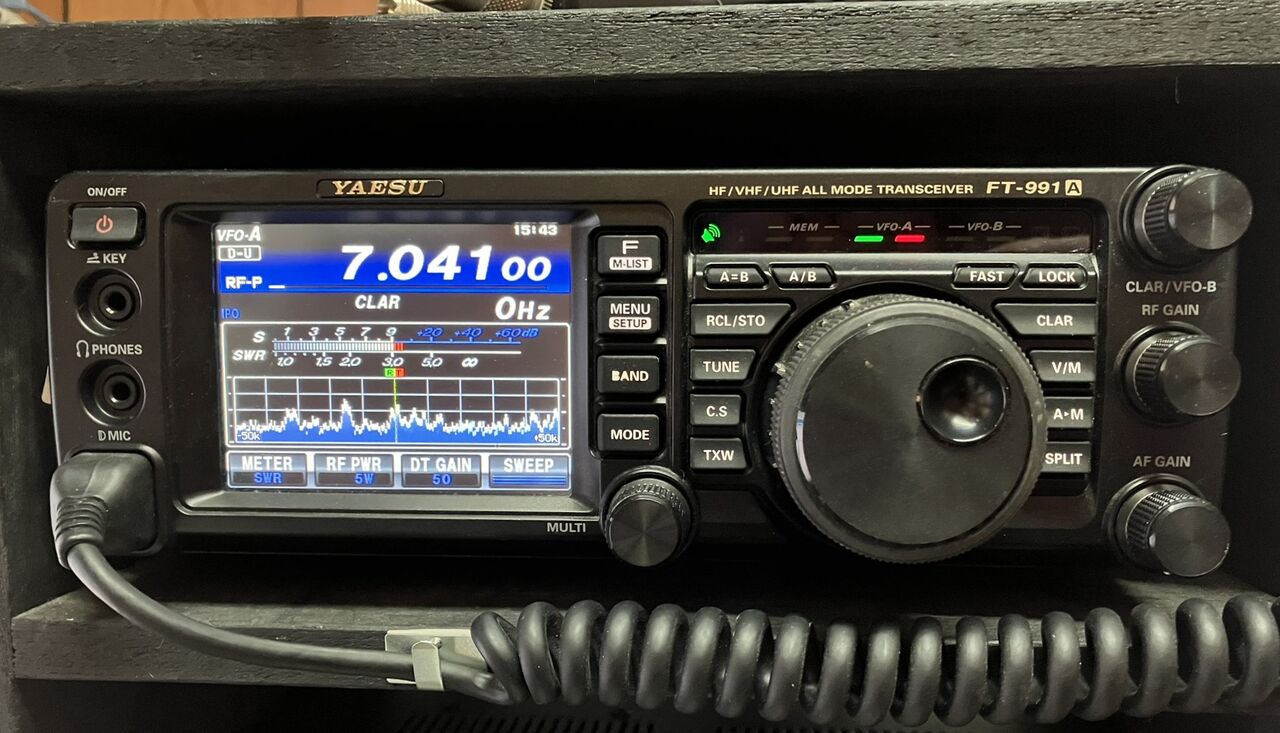 ON/OFF
KEY
PHONES
MIC
YAESU
VFO-A
15:43
D-U
7.041 00
RF-P
CLAR
0Hz
IPO
S 1 3 5 7 9 +20 +40 +60dB
SWR 1.0 1.5 2.0 3.0 5.0 ∞
R T
-50k +50k
METER RF PWR DT GAIN SWEEP
SWR 5W 50
MULTI
F
M-LIST
MENU
SETUP
BAND
MODE
HF/VHF/UHF ALL MODE TRANSCEIVER FT-991A
MEM VFO-A VFO-B
A=B A/B FAST LOCK
RCL/STO
TUNE
C.S
TXW
CLAR
V/M
A▸M
SPLIT
CLAR/VFO-B
RF GAIN
AF GAIN